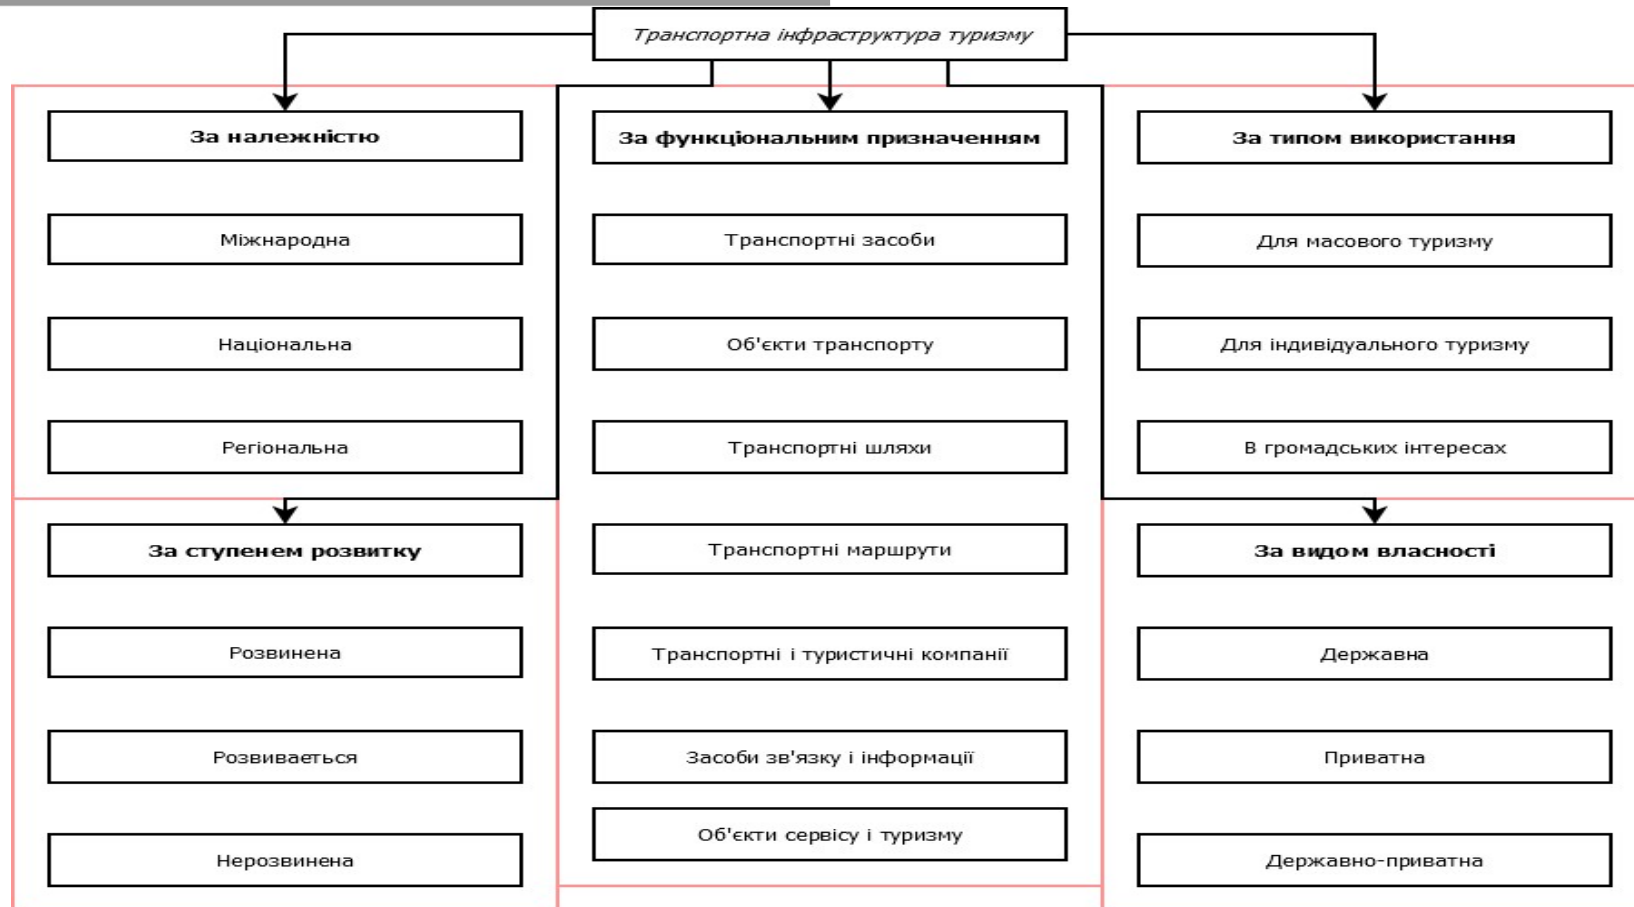 Транспортна інфраструктура туризму
За належністю
Міжнародна
Національна
Регіональна
За ступенем розвитку
Розвинена
Розвивається
Нерозвинена
За функціональним призначенням
Транспортні засоби
Об'єкти транспорту
Транспортні шляхи
Транспортні маршрути
Транспортні і туристичні компанії
Засоби зв'язку і інформації
Об'єкти сервісу і туризму
За типом використання
Для масового туризму
Для індивідуального туризму
В громадських інтересах
За видом власності
Державна
Приватна
Державно-приватна